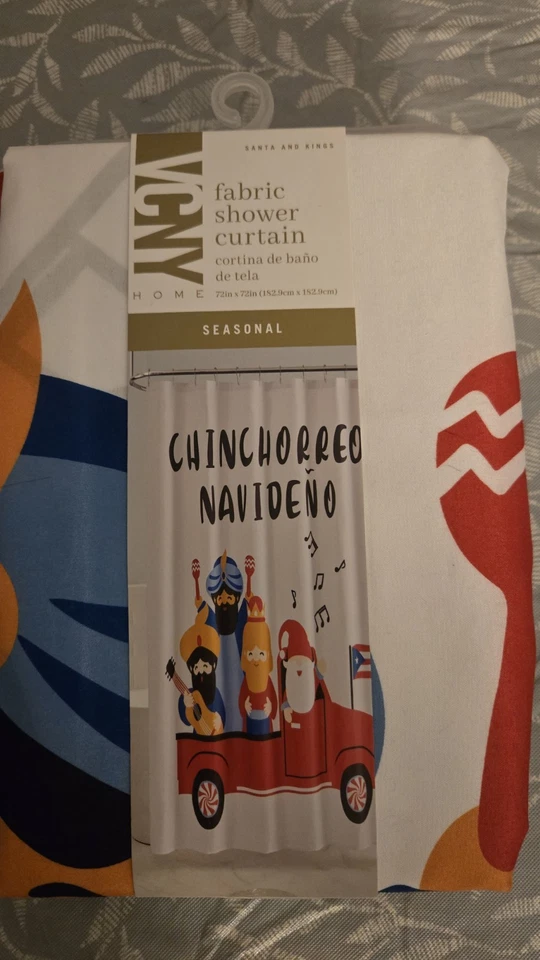 SANTA AND KINGS
VCNY
HOME
fabric
shower
curtain
cortina de baño
de tela
72in x 72in (182.9cm x 182.9cm)
SEASONAL
CHINCHORREO
NAVIDEÑO